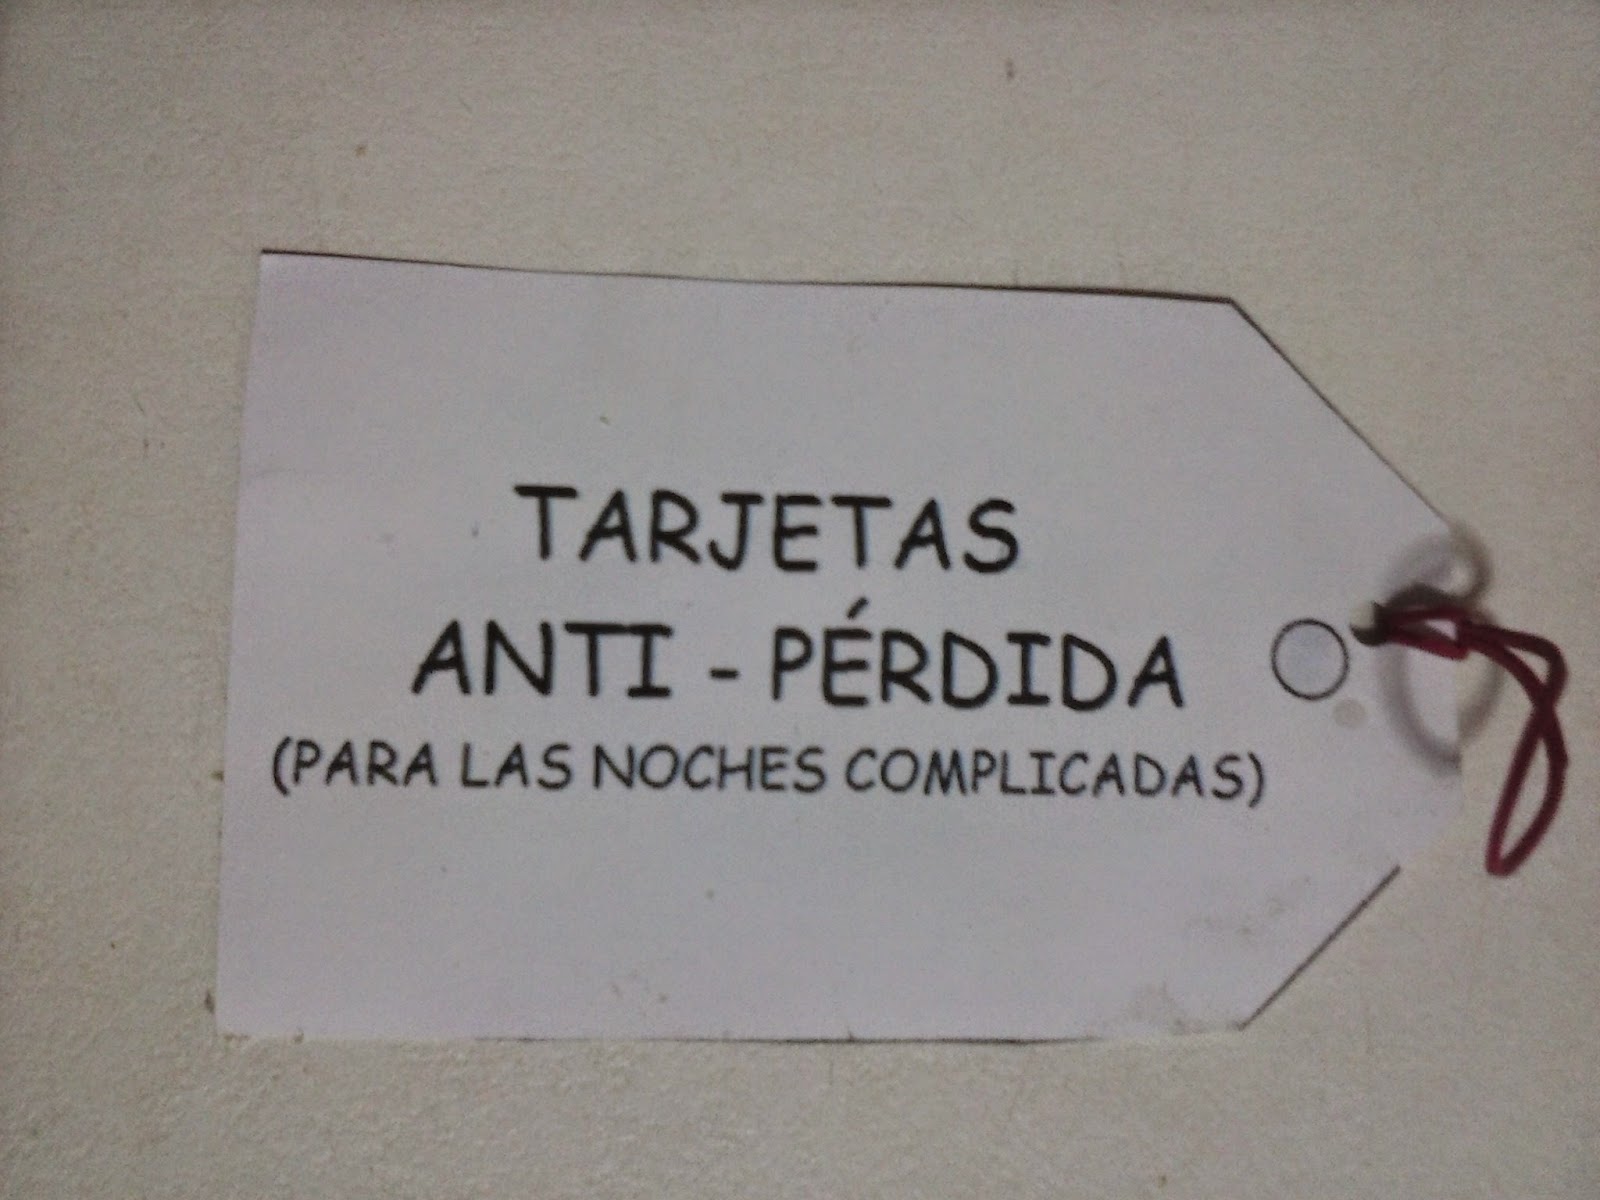 TARJETAS
ANTI - PÉRDIDA
(PARA LAS NOCHES COMPLICADAS)